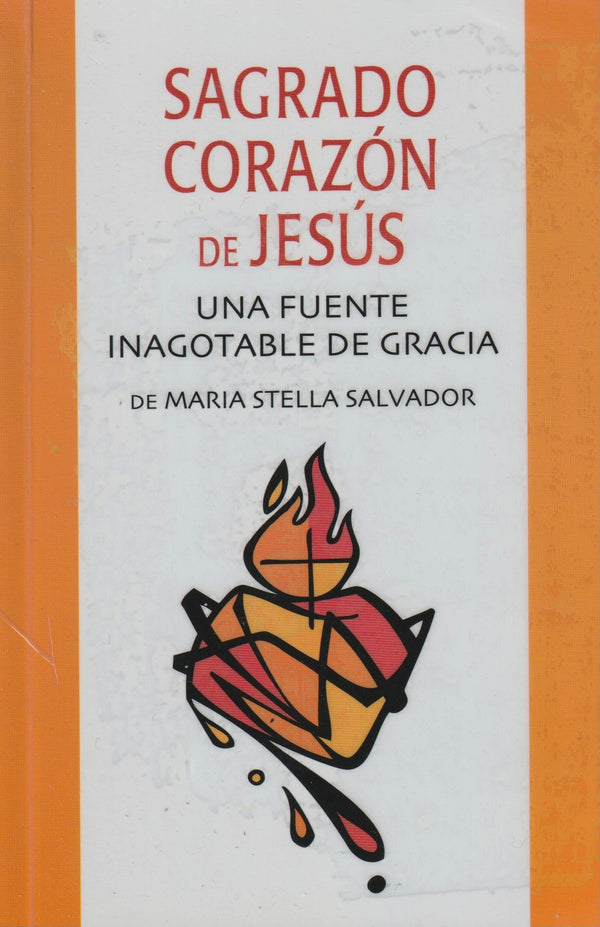 SAGRADO
CORAZÓN
DE JESÚS
UNA FUENTE
INAGOTABLE DE GRACIA
DE MARIA STELLA SALVADOR